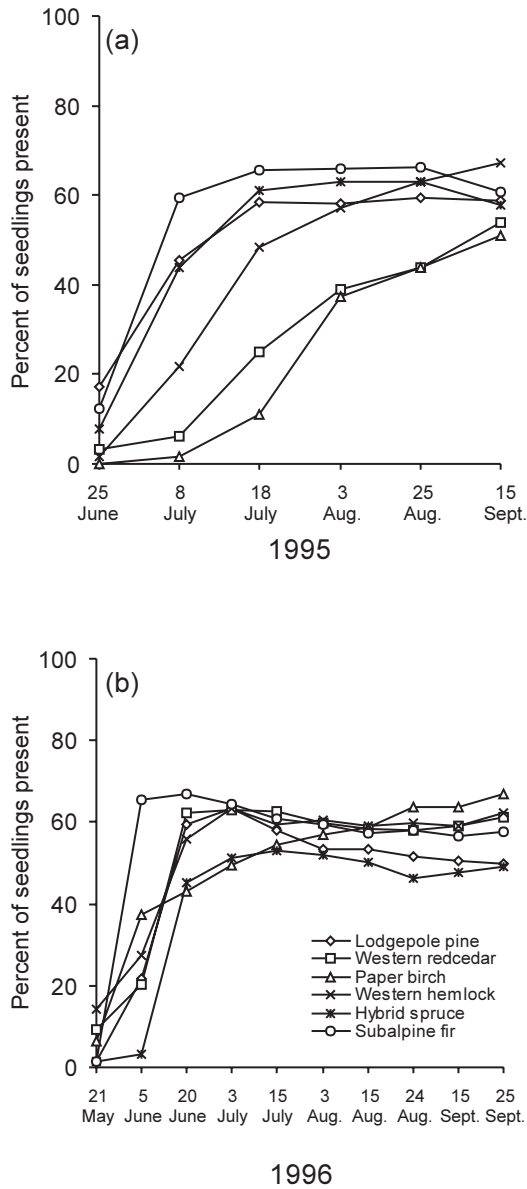 (a)
Percent of seedlings present
100
80
60
40
20
0
25 8 18 3 25 15
June July July Aug. Aug. Sept.
1995
(b)
Percent of seedlings present
100
80
60
40
20
0
Lodgepole pine
Western redcedar
Paper birch
Western hemlock
Hybrid spruce
Subalpine fir
21 5 20 3 15 3 15 24 15 25
May June June July July Aug. Aug. Aug. Sept. Sept.
1996